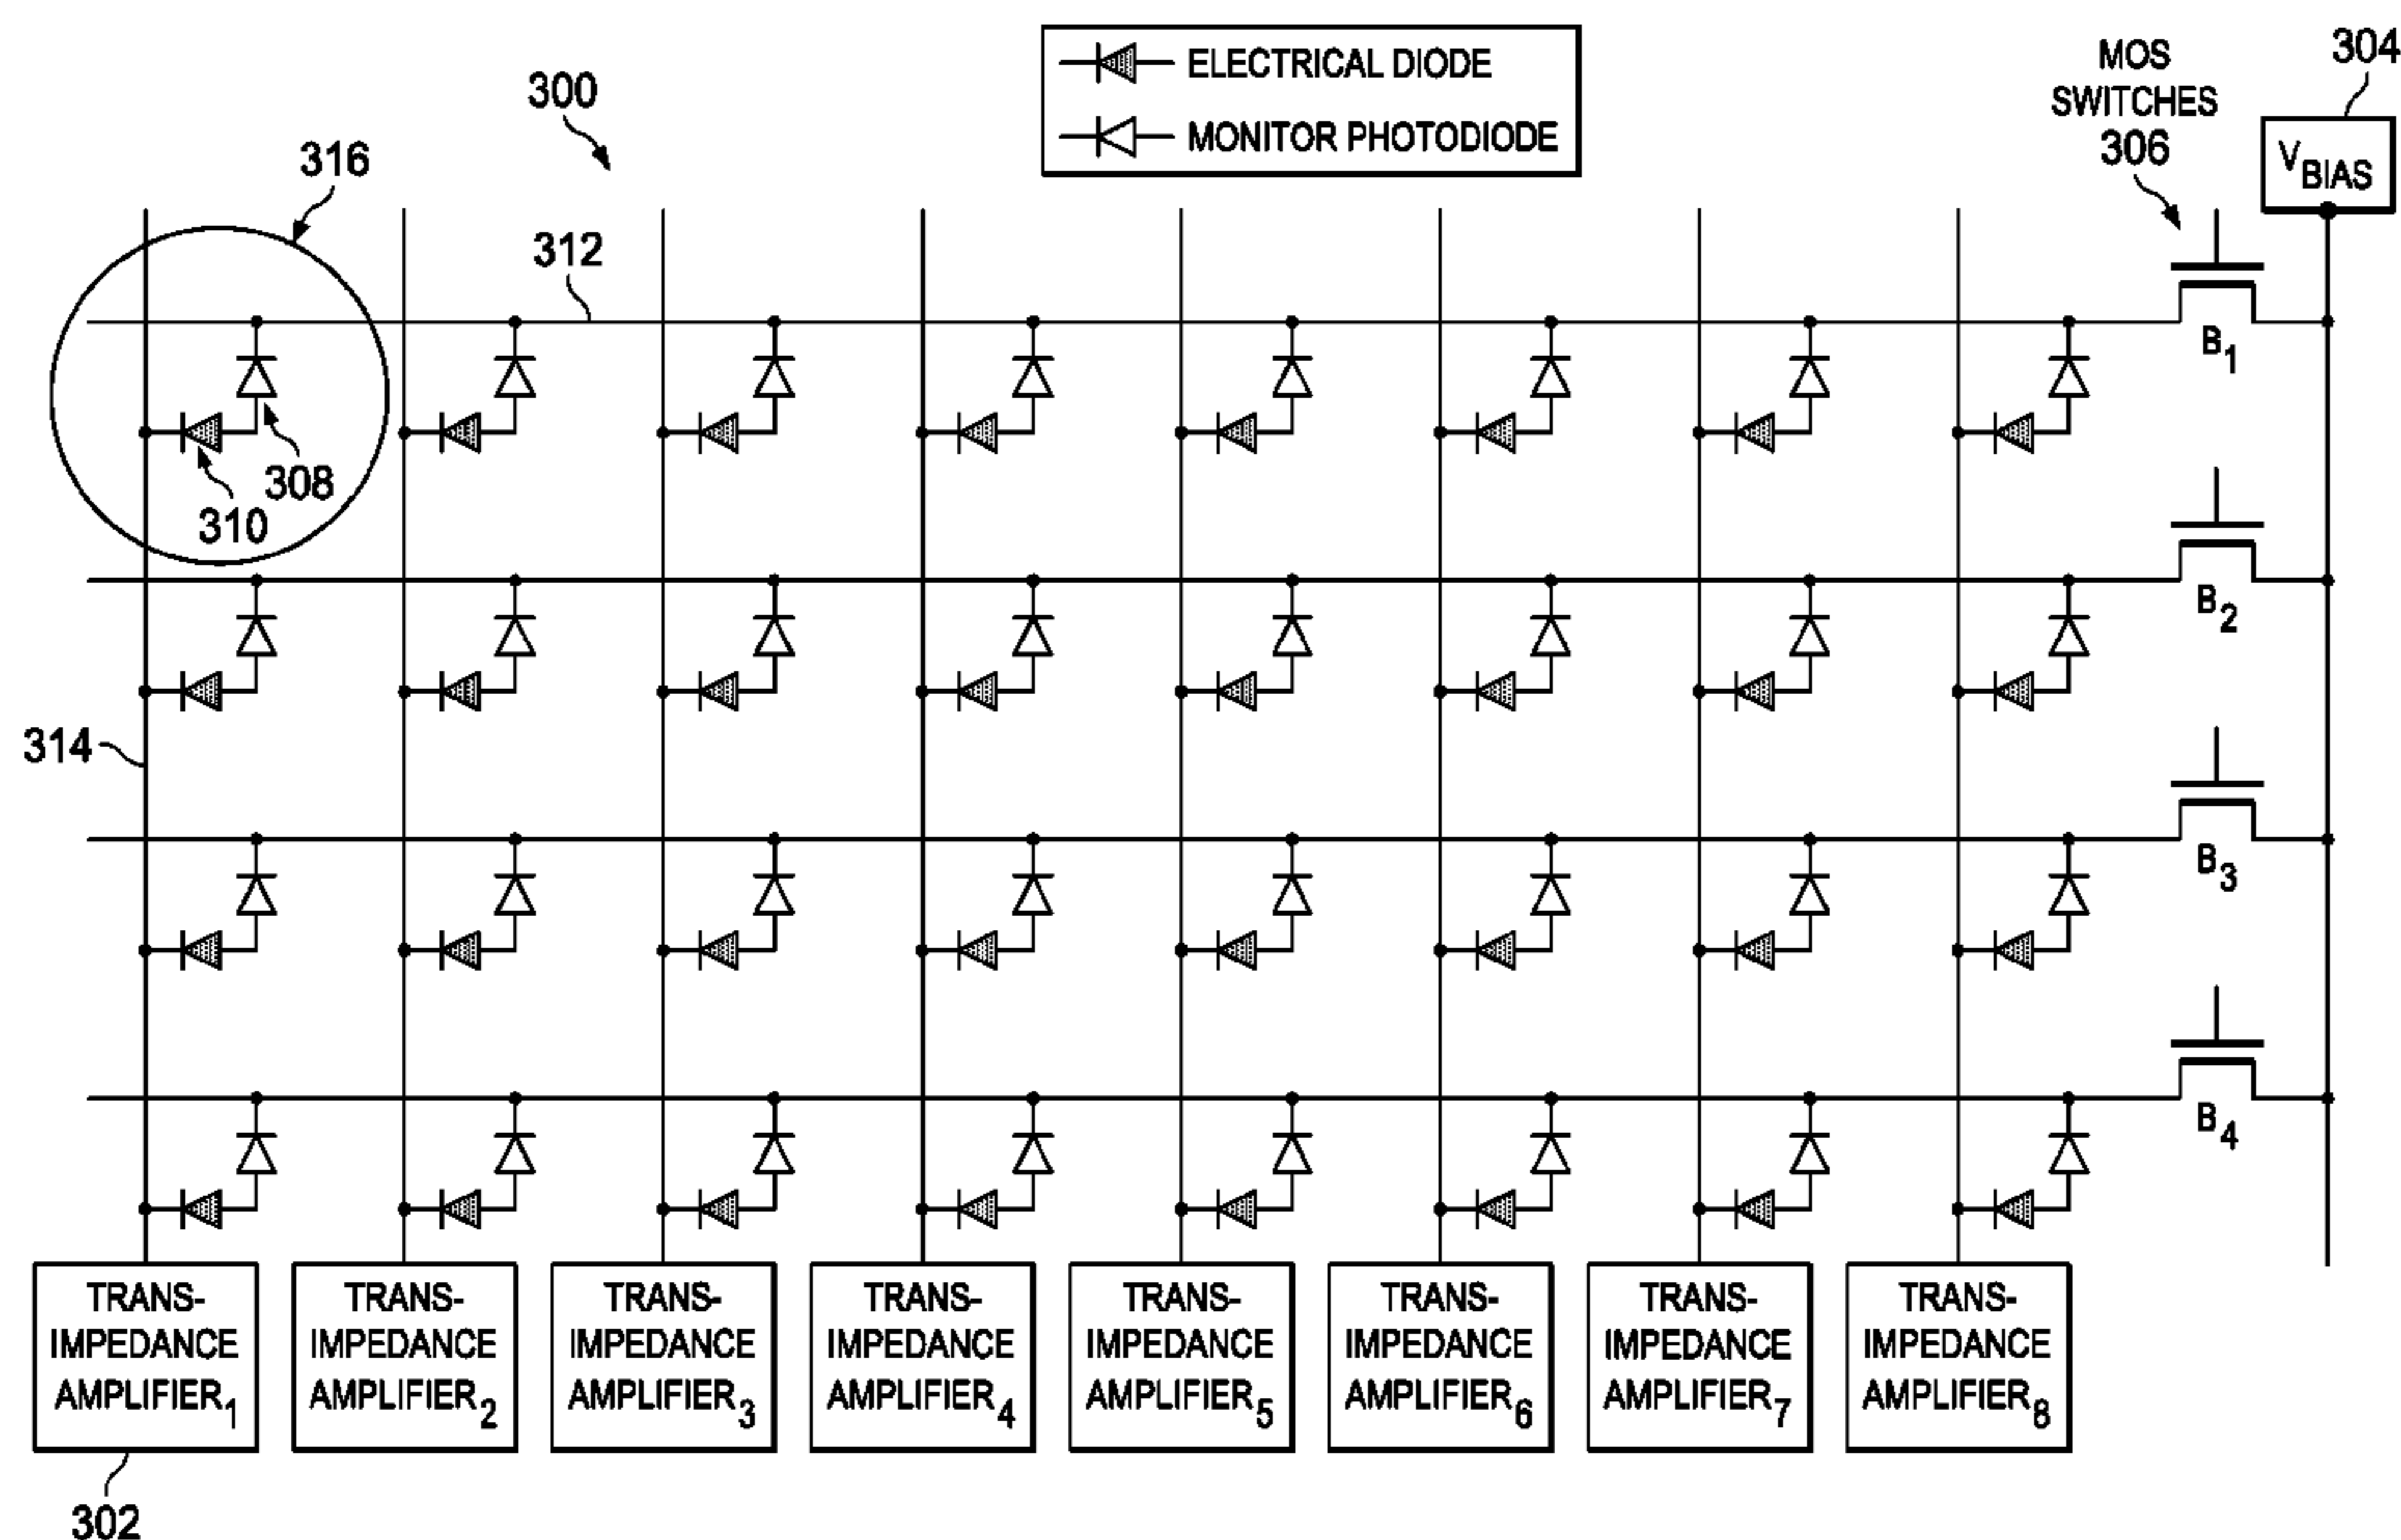 ELECTRICAL DIODE
MONITOR PHOTODIODE
300
316
312
MOS
SWITCHES
306
304
V BIAS
B1
308
310
B2
314
B3
B4
TRANS-
IMPEDANCE
AMPLIFIER1
TRANS-
IMPEDANCE
AMPLIFIER2
TRANS-
IMPEDANCE
AMPLIFIER3
TRANS-
IMPEDANCE
AMPLIFIER4
TRANS-
IMPEDANCE
AMPLIFIER5
TRANS-
IMPEDANCE
AMPLIFIER6
TRANS-
IMPEDANCE
AMPLIFIER7
TRANS-
IMPEDANCE
AMPLIFIER8
302